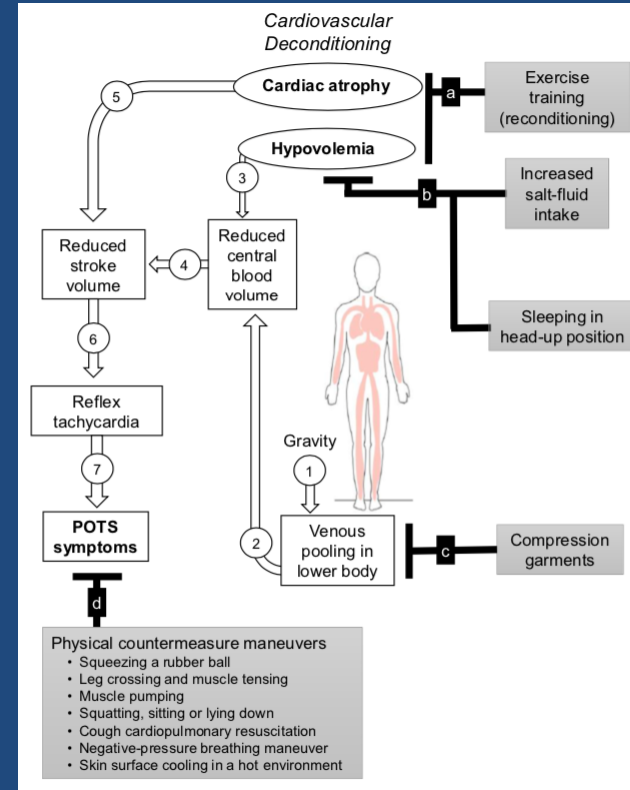 Cardiovascular
Deconditioning
Cardiac atrophy
5
a
Exercise
training
(reconditioning)
Hypovolemia
3
b
Increased
salt-fluid
intake
Reduced
stroke
volume
4
Reduced
central
blood
volume
Sleeping in
head-up position
6
Reflex
tachycardia
Gravity
1
7
POTS
symptoms
2
Venous
pooling in
lower body
c
Compression
garments
d
Physical countermeasure maneuvers
• Squeezing a rubber ball
• Leg crossing and muscle tensing
• Muscle pumping
• Squatting, sitting or lying down
• Cough cardiopulmonary resuscitation
• Negative-pressure breathing maneuver
• Skin surface cooling in a hot environment